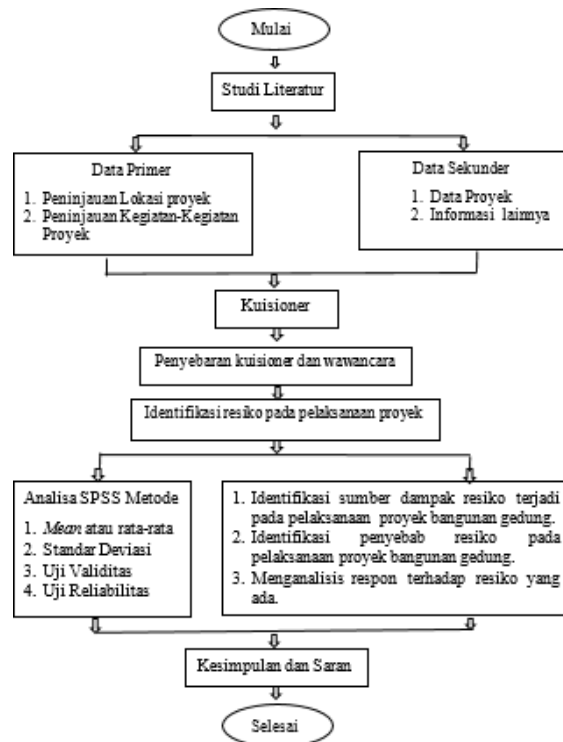 Mulai
Studi Literatur
Data Primer
1. Peninjauan Lokasi proyek
2. Peninjauan Kegiatan-Kegiatan
Proyek
Data Sekunder
1. Data Proyek
2. Informasi lainnya
Kuisioner
Penyebaran kuisioner dan wawancara
Identifikasi resiko pada pelaksanaan proyek
Analisa SPSS Metode
1. Mean atau rata-rata
2. Standar Deviasi
3. Uji Validitas
4. Uji Reliabilitas
1. Identifikasi sumber dampak resiko terjadi
pada pelaksanaan proyek bangunan gedung.
2. Identifikasi penyebab resiko pada
pelaksanaan proyek bangunan gedung.
3. Menganalisis respon terhadap resiko yang
ada.
Kesimpulan dan Saran
Selesai